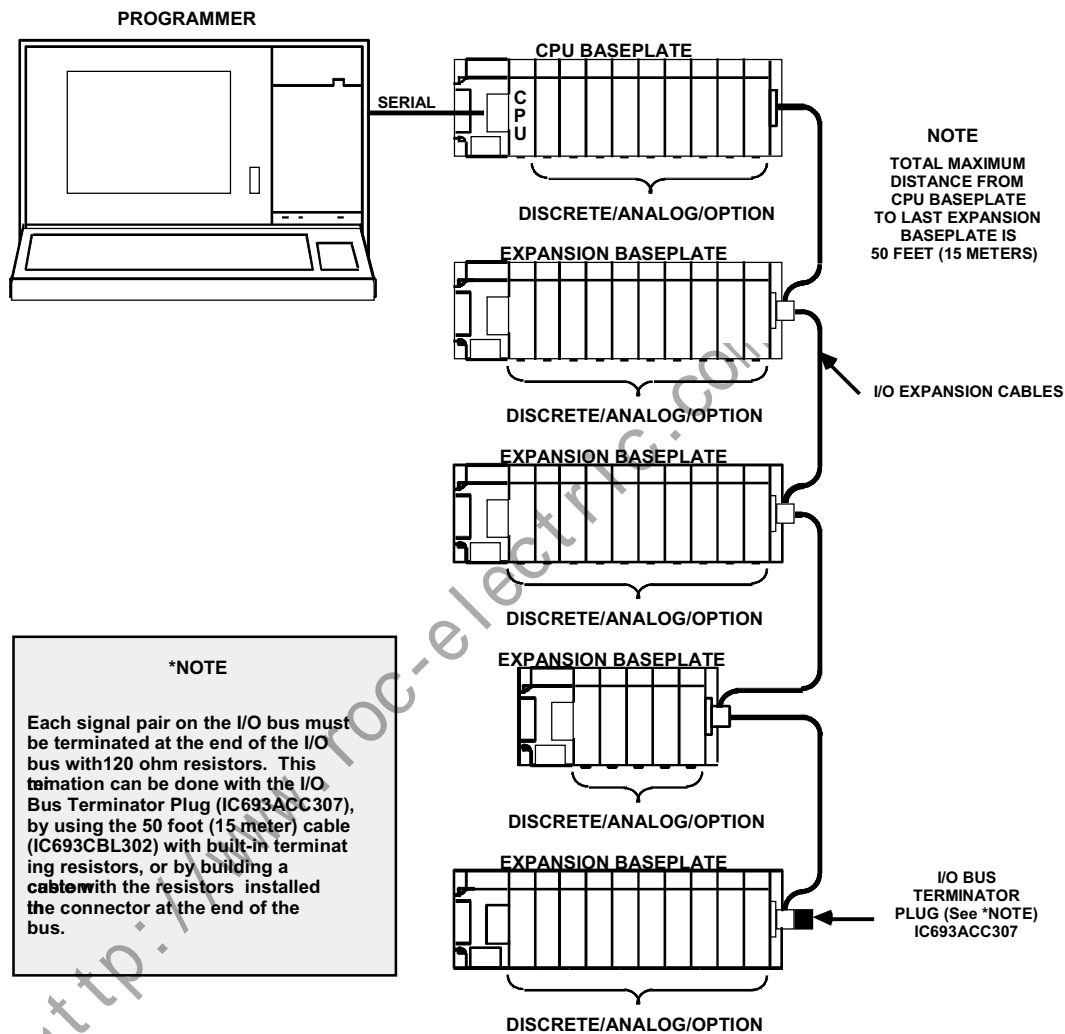 PROGRAMMER
CPU BASEPLATE
SERIAL
C
P
U
DISCRETE/ANALOG/OPTION
NOTE
TOTAL MAXIMUM
DISTANCE FROM
CPU BASEPLATE
TO LAST EXPANSION
BASEPLATE IS
50 FEET (15 METERS)
EXPANSION BASEPLATE
DISCRETE/ANALOG/OPTION
I/O EXPANSION CABLES
EXPANSION BASEPLATE
DISCRETE/ANALOG/OPTION
EXPANSION BASEPLATE
DISCRETE/ANALOG/OPTION
EXPANSION BASEPLATE
DISCRETE/ANALOG/OPTION
I/O BUS
TERMINATOR
PLUG (See *NOTE)
IC693ACC307
*NOTE
Each signal pair on the I/O bus must
be terminated at the end of the I/O
bus with120 ohm resistors. This
termination can be done with the I/O
Bus Terminator Plug (IC693ACC307),
by using the 50 foot (15 meter) cable
(IC693CBL302) with built-in terminat
ing resistors, or by building a
custom with the resistors installed
in the connector at the end of the
bus.
http://www.roc-electric.com